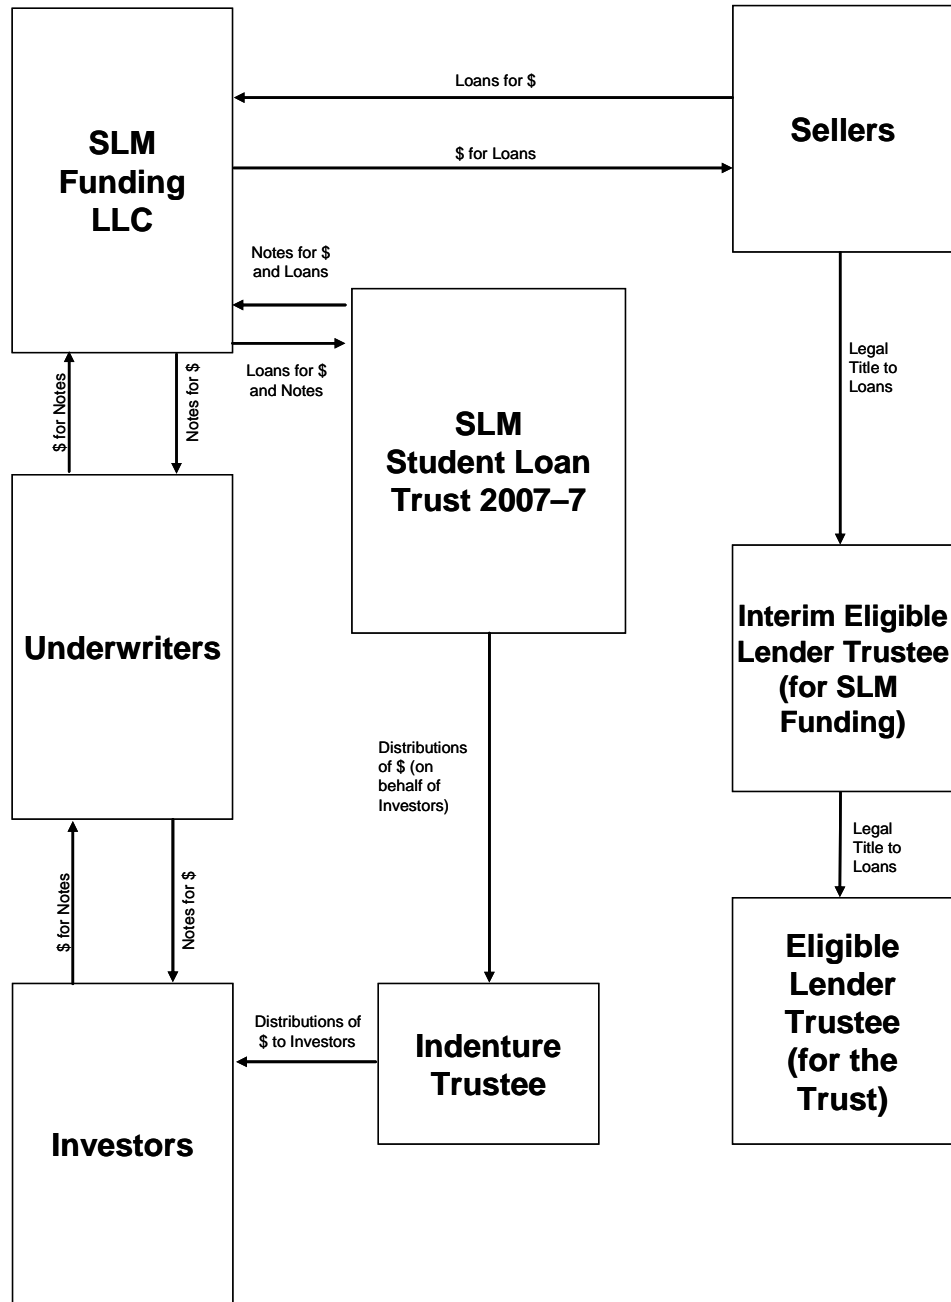 Loans for $
Sellers
SLM
Funding
LLC
$ for Loans
Notes for $
and Loans
Loans for $
and Notes
Legal
Title to
Loans
$ for Notes
Notes for $
SLM
Student Loan
Trust 2007–7
Underwriters
Interim Eligible
Lender Trustee
(for SLM
Funding)
Distributions
of $ (on
behalf of
Investors)
Legal
Title to
Loans
$ for Notes
Notes for $
Eligible
Lender
Trustee
(for the
Trust)
Distributions of
$ to Investors
Indenture
Trustee
Investors